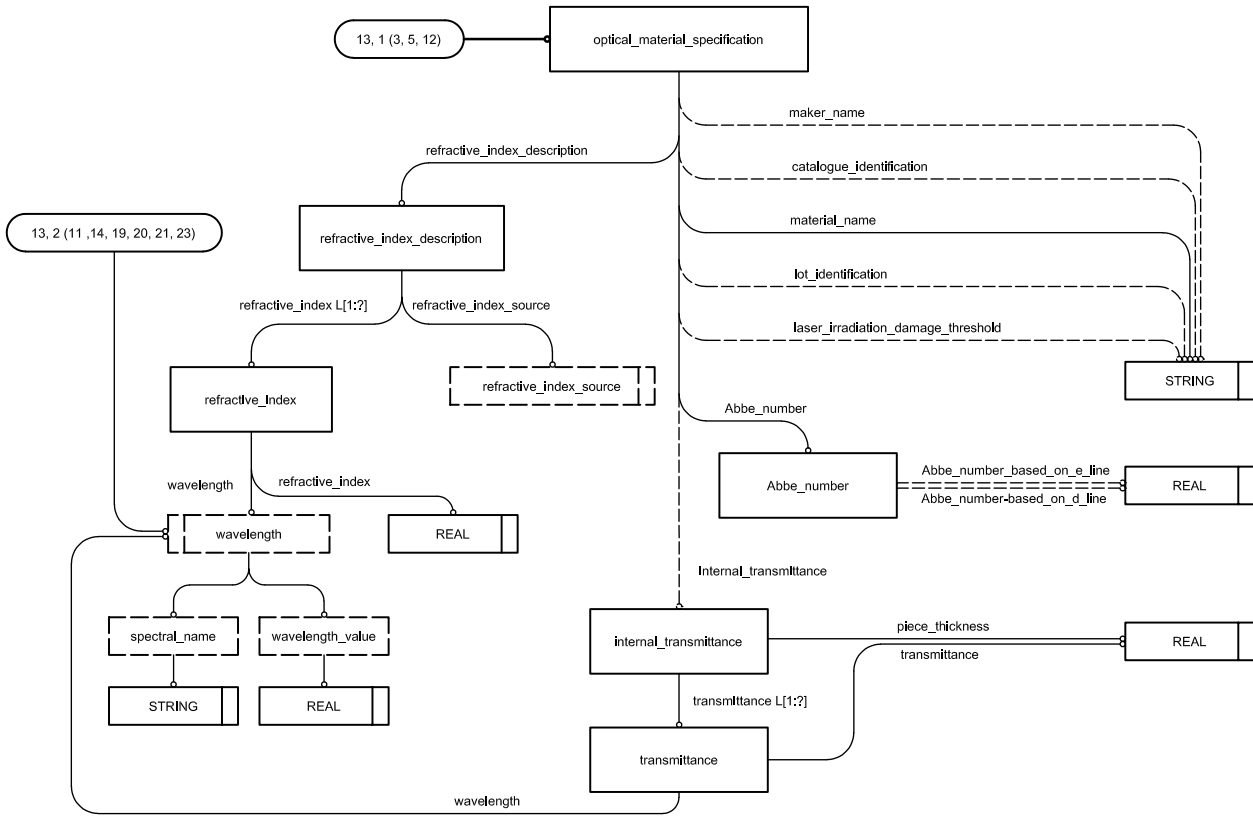 13, 1 (3, 5, 12)
optical_material_specification
maker_name
refractive_index_description
catalogue_identification
material_name
13, 2 (11 ,14, 19, 20, 21, 23)
refractive_index_description
lot_identification
refractive_index L[1:?]
refractive_index_source
laser_irradiation_damage_threshold
refractive_index_source
STRING
refractive_index
Abbe_number
Abbe_number_based_on_e_line
wavelength
refractive_index
Abbe_number
REAL
Abbe_number-based_on_d_line
wavelength
REAL
Internal_transmittance
spectral_name
wavelength_value
internal_transmittance
piece_thickness
REAL
transmittance
STRING
REAL
transmittance L[1:?]
transmittance
wavelength